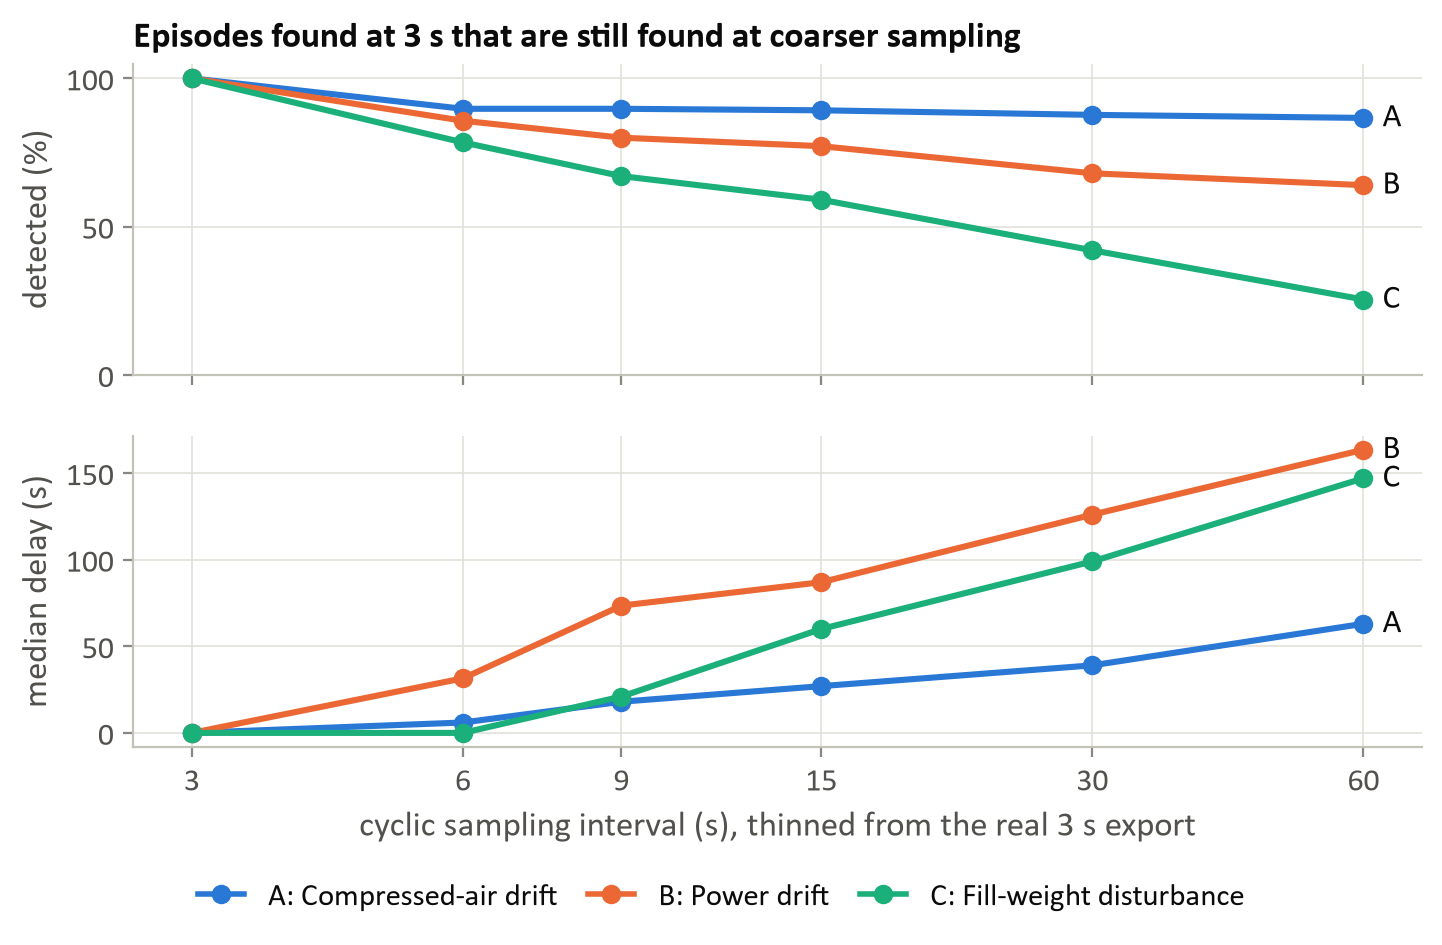 Episodes found at 3 s that are still found at coarser sampling
detected (%)
100
50
0
A
B
C
median delay (s)
150
100
50
0
B
C
A
3 6 9 15 30 60
cyclic sampling interval (s), thinned from the real 3 s export
A: Compressed-air drift B: Power drift C: Fill-weight disturbance